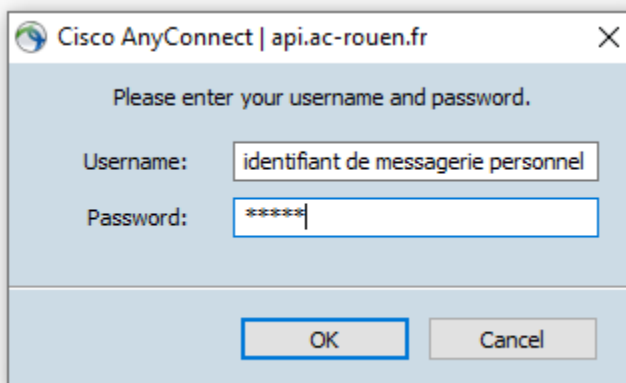 Cisco AnyConnect | api.ac-rouen.fr
Please enter your username and password.
Username: identifiant de messagerie personnel
Password: *****
OK Cancel